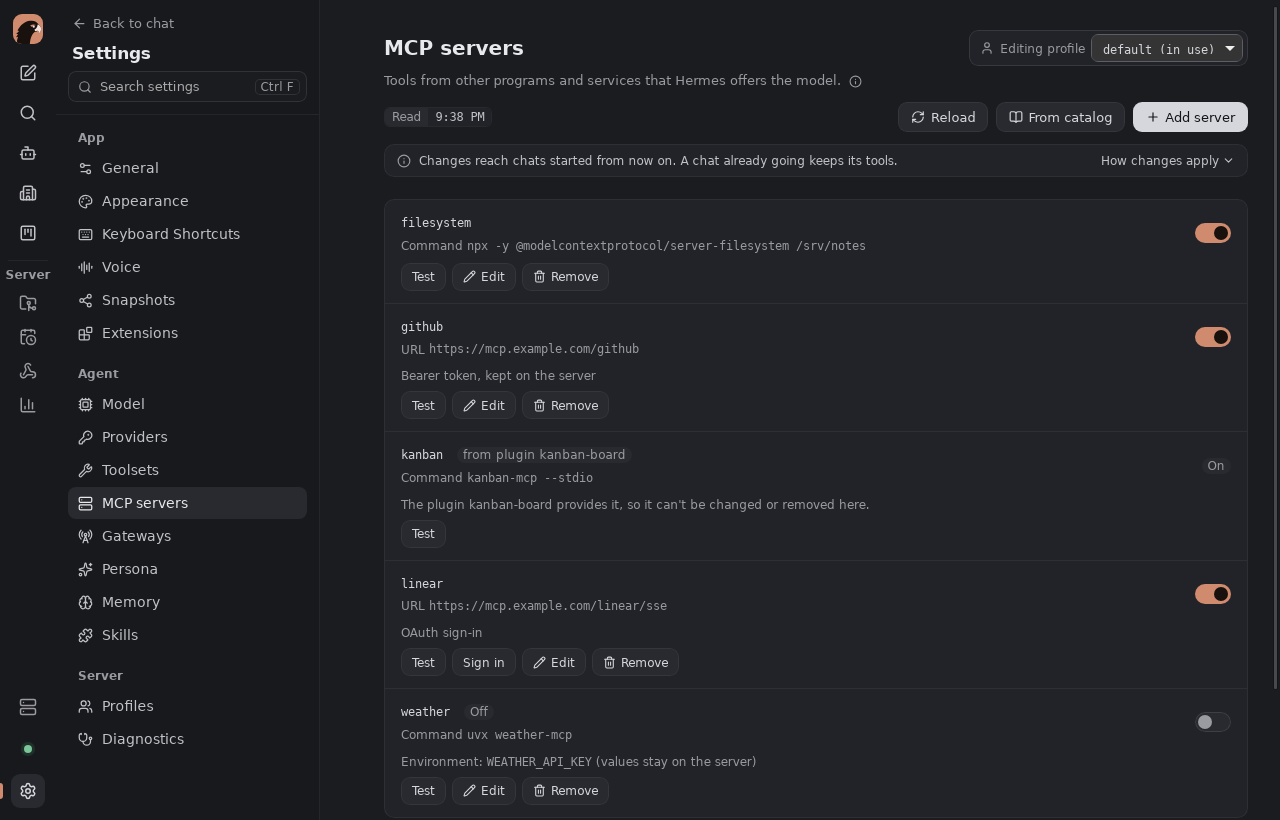 Back to chat
Settings
Search settings Ctrl F
App
General
Appearance
Keyboard Shortcuts
Voice
Snapshots
Extensions
Agent
Model
Providers
Toolsets
MCP servers
Gateways
Persona
Memory
Skills
Server
Profiles
Diagnostics
Server
MCP servers
Editing profile default (in use)
Tools from other programs and services that Hermes offers the model.
Read 9:38 PM
Reload From catalog Add server
Changes reach chats started from now on. A chat already going keeps its tools. How changes apply
filesystem
Command npx -y @modelcontextprotocol/server-filesystem /srv/notes
Test Edit Remove
github
URL https://mcp.example.com/github
Bearer token, kept on the server
Test Edit Remove
kanban from plugin kanban-board On
Command kanban-mcp --stdio
The plugin kanban-board provides it, so it can't be changed or removed here.
Test
linear
URL https://mcp.example.com/linear/sse
OAuth sign-in
Test Sign in Edit Remove
weather Off
Command uvx weather-mcp
Environment: WEATHER_API_KEY (values stay on the server)
Test Edit Remove